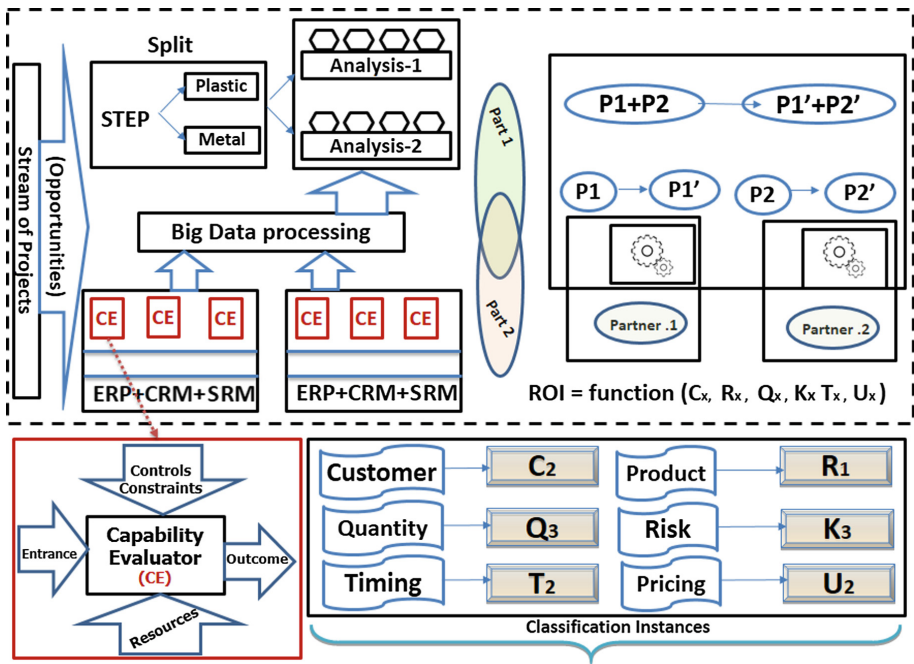 Stream of Projects
(Opportunities)
Split
STEP
Plastic
Metal
Analysis-1
Analysis-2
Big Data processing
CE
CE
CE
ERP+CRM+SRM
CE
CE
CE
ERP+CRM+SRM
Part 1
Part 2
P1+P2
P1'+P2'
P1
P1'
P2
P2'
Partner .1
Partner .2
ROI = function (Cx, Rx, Qx, Kx Tx, Ux)
Controls
Constraints
Entrance
Capability
Evaluator
(CE)
Outcome
Resources
Customer
C2
Product
R1
Quantity
Q3
Risk
K3
Timing
T2
Pricing
U2
Classification Instances